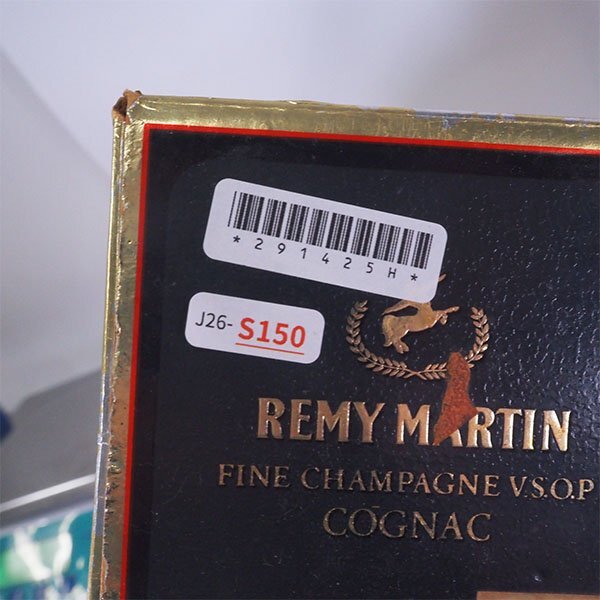 *291425H*
J26-S150
REMY MARTIN
FINE CHAMPAGNE V.S.O.P
COGNAC